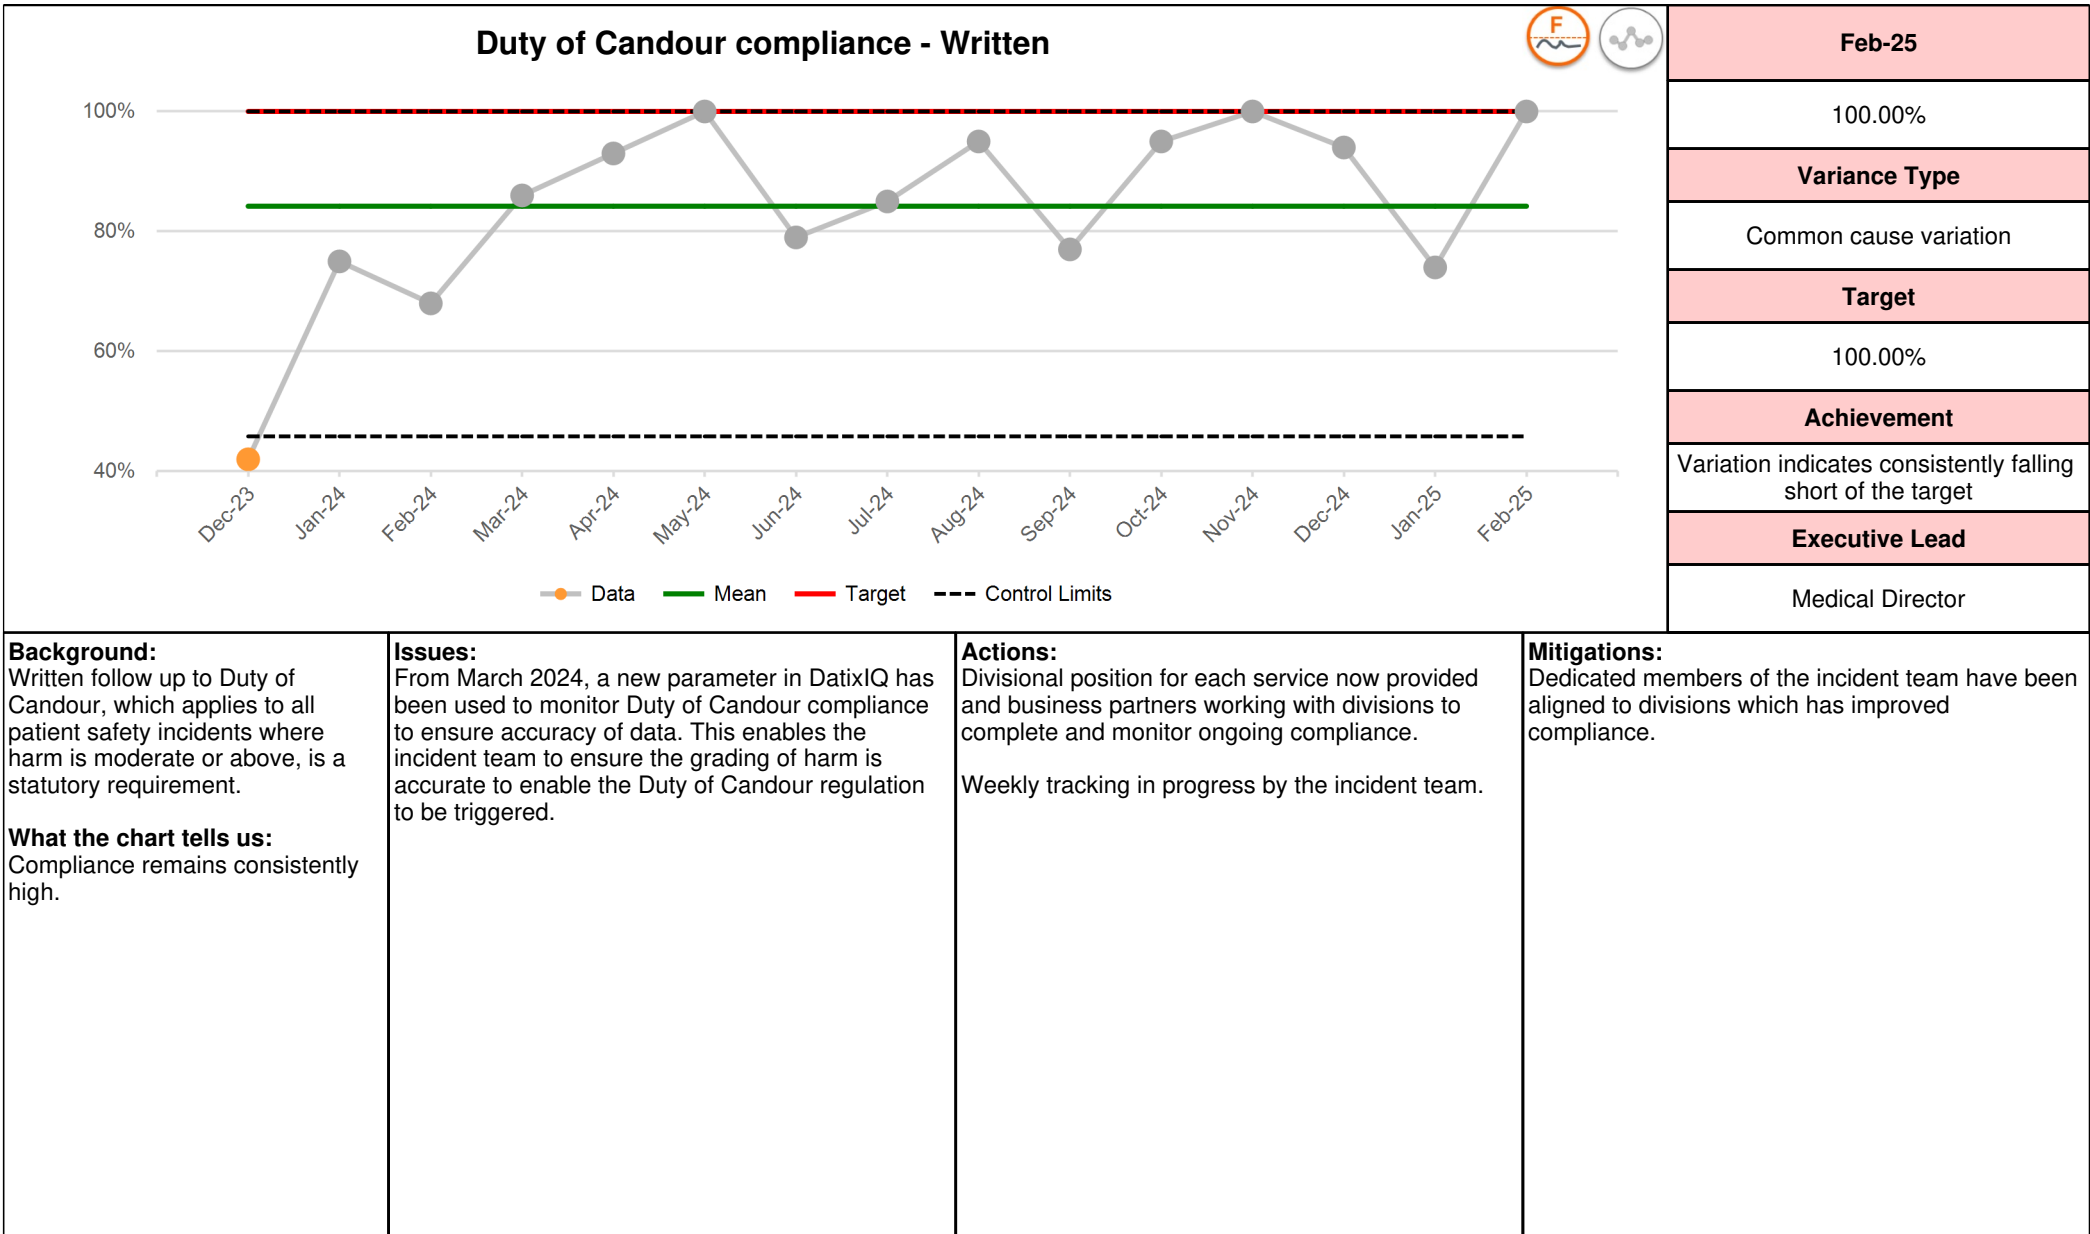 Duty of Candour compliance - Written
F
100%
80%
60%
40%
Dec-23
Jan-24
Feb-24
Mar-24
Apr-24
May-24
Jun-24
Jul-24
Aug-24
Sep-24
Oct-24
Nov-24
Dec-24
Jan-25
Feb-25
Data
Mean
Target
Control Limits
Feb-25
100.00%
Variance Type
Common cause variation
Target
100.00%
Achievement
Variation indicates consistently falling
short of the target
Executive Lead
Medical Director
Background:
Written follow up to Duty of
Candour, which applies to all
patient safety incidents where
harm is moderate or above, is a
statutory requirement.
What the chart tells us:
Compliance remains consistently
high.
Issues:
From March 2024, a new parameter in DatixIQ has
been used to monitor Duty of Candour compliance
to ensure accuracy of data. This enables the
incident team to ensure the grading of harm is
accurate to enable the Duty of Candour regulation
to be triggered.
Actions:
Divisional position for each service now provided
and business partners working with divisions to
complete and monitor ongoing compliance.
Weekly tracking in progress by the incident team.
Mitigations:
Dedicated members of the incident team have been
aligned to divisions which has improved
compliance.